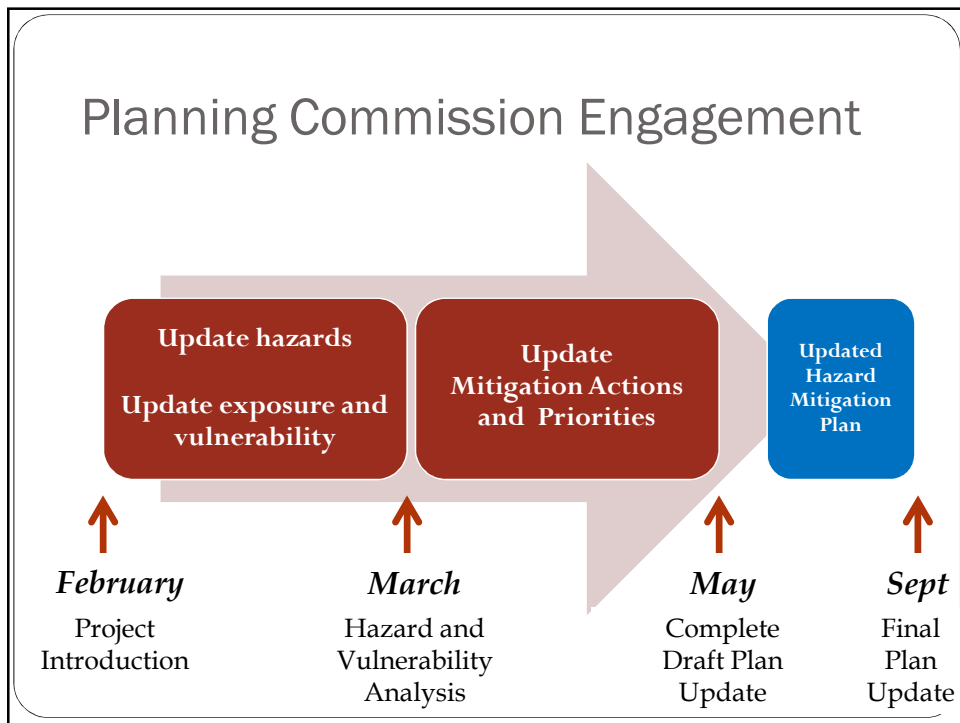 Planning Commission Engagement
Update hazards
Update exposure and
vulnerability
Update
Mitigation Actions
and Priorities
Updated
Hazard
Mitigation
Plan
February
Project
Introduction
March
Hazard and
Vulnerability
Analysis
May
Complete
Draft Plan
Update
Sept
Final
Plan
Update